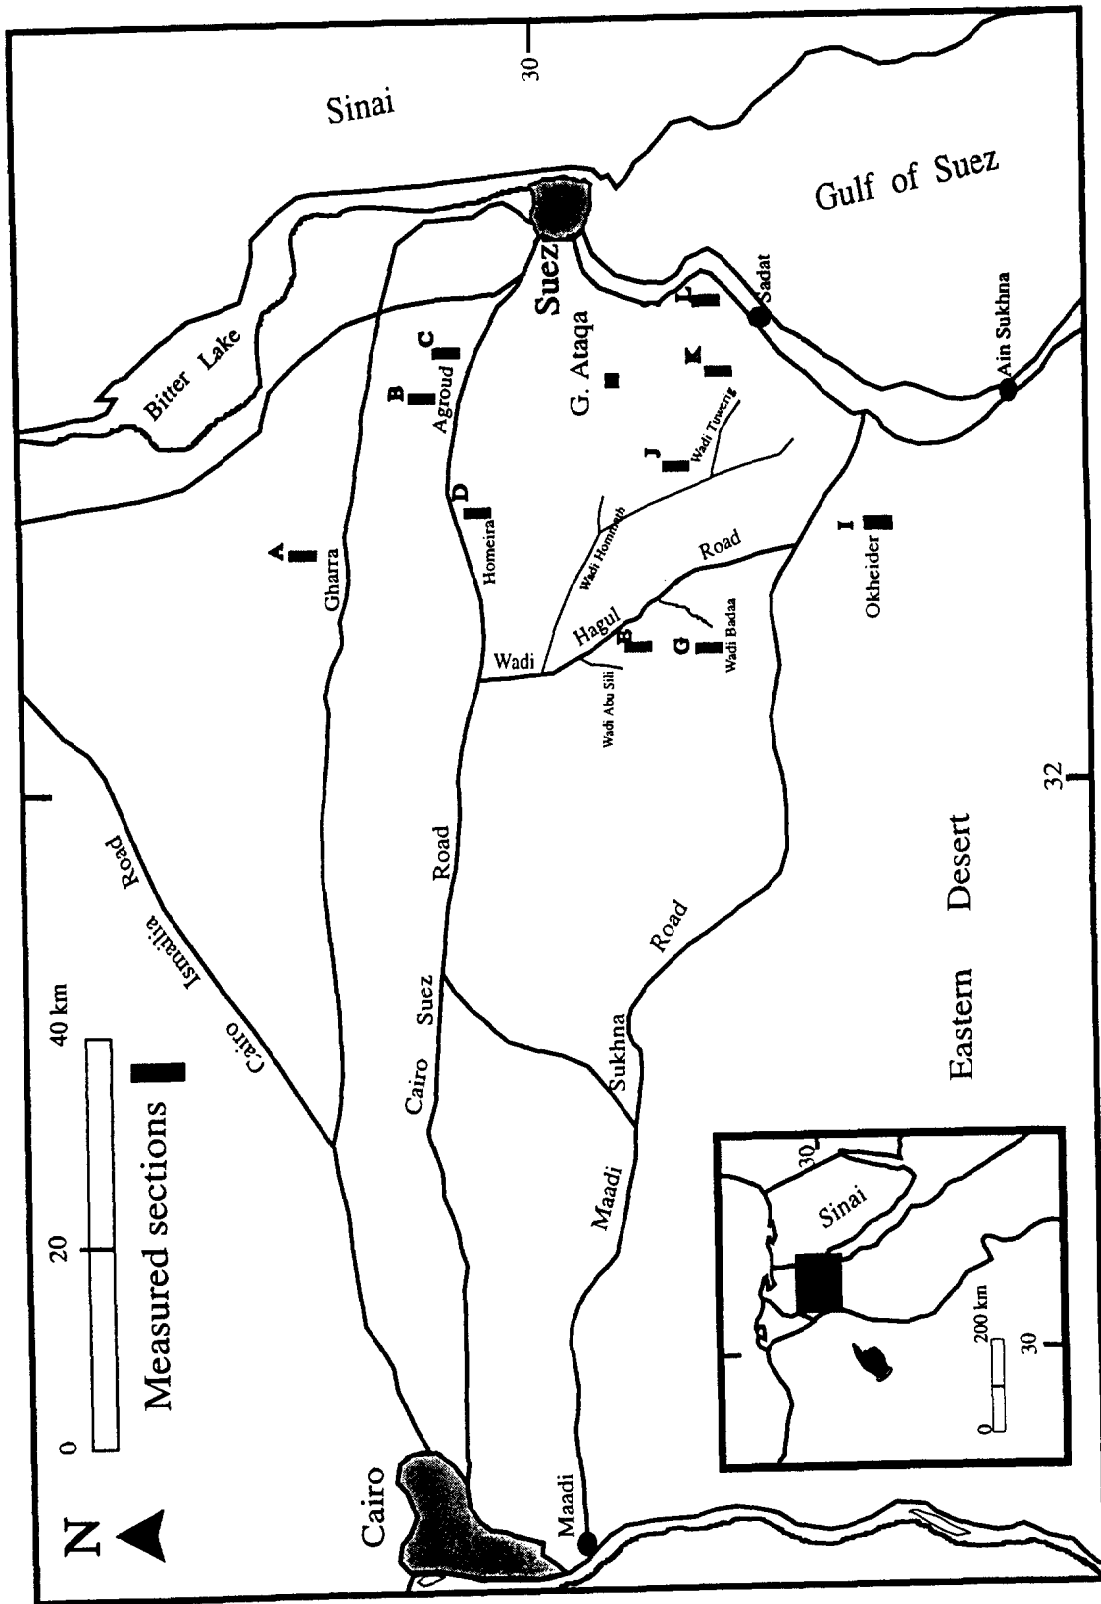 N
0 20 40 km
Measured sections
Cairo Ismailia Road
Bitter Lake
Sinai
30
A
Gharra
B
C
Agroud
D
Homeira
Cairo
Cairo Suez Road
Suez
Wadi Hagul Road
Wadi Hommath
G. Ataqa
J
Wadi Tuwerig
K
L
Sadat
Gulf of Suez
Wadi Abu Sili
E
G
Wadi Badaa
Maadi
Maadi Sukhna Road
I
Okheider
Ain Sukhna
Eastern Desert
32
Sinai
30
0 200 km
30